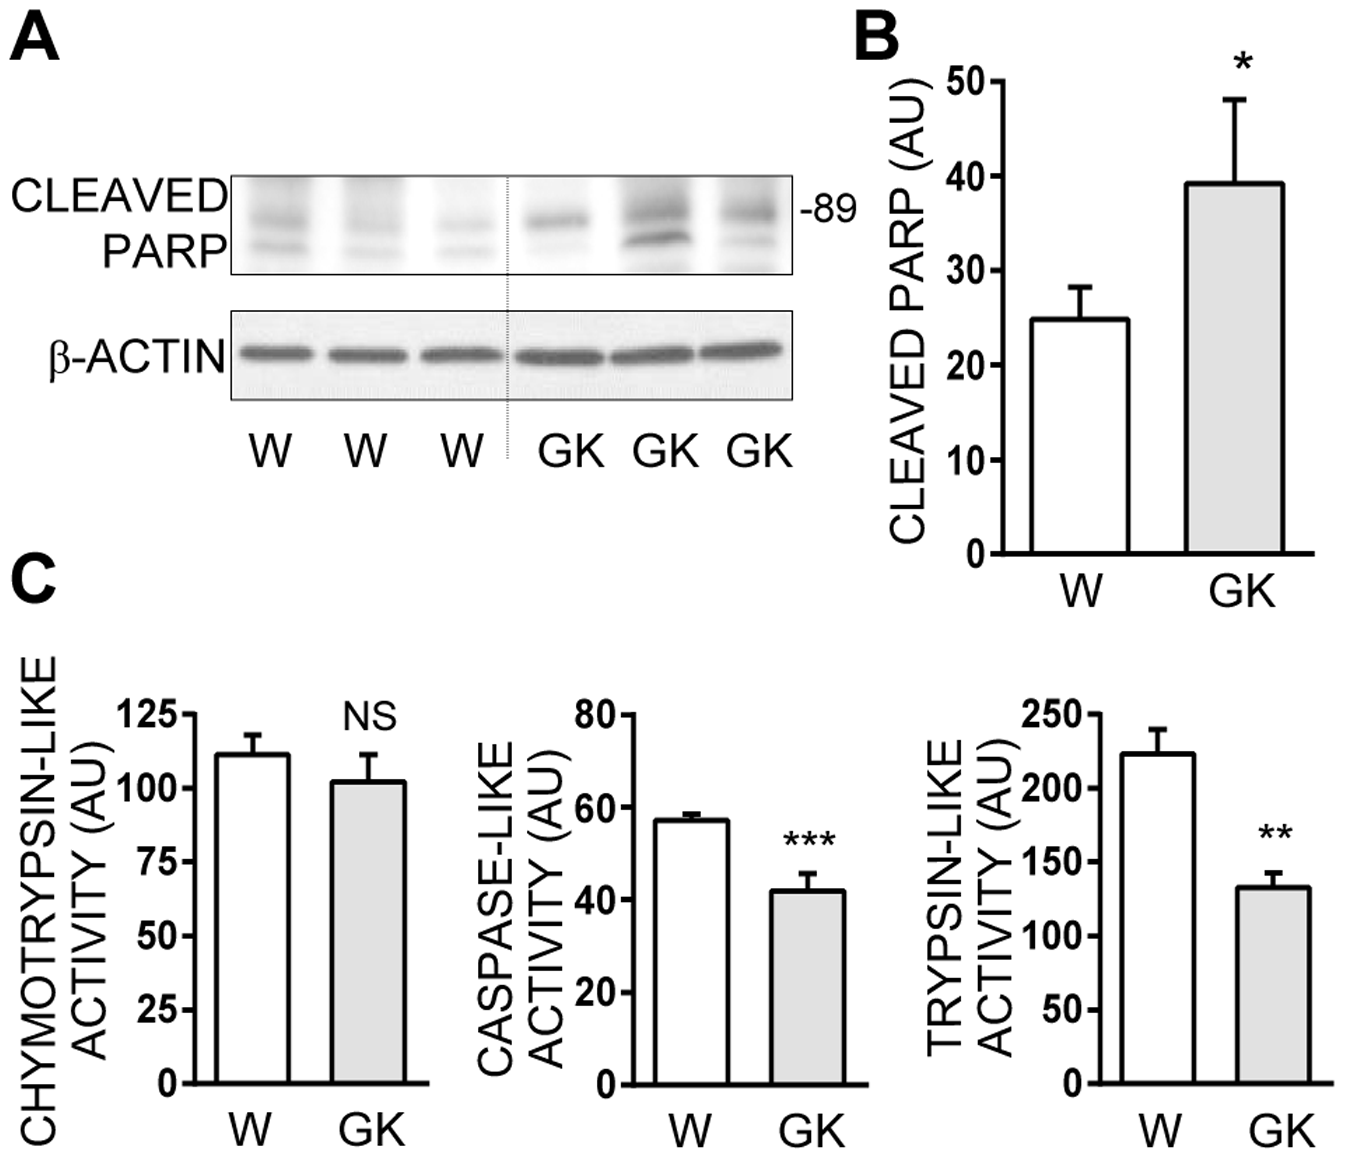 A
CLEAVED
PARP
-89
β-ACTIN
W W W GK GK GK
B
*
CLEAVED PARP (AU)
50
40
30
20
10
0
W GK
C
CHYMOTRYPSIN-LIKE
ACTIVITY (AU)
125
100
75
50
25
0
NS
W GK
CASPASE-LIKE
ACTIVITY (AU)
80
60
40
20
0
***
W GK
TRYPSIN-LIKE
ACTIVITY (AU)
250
200
150
100
50
0
**
W GK